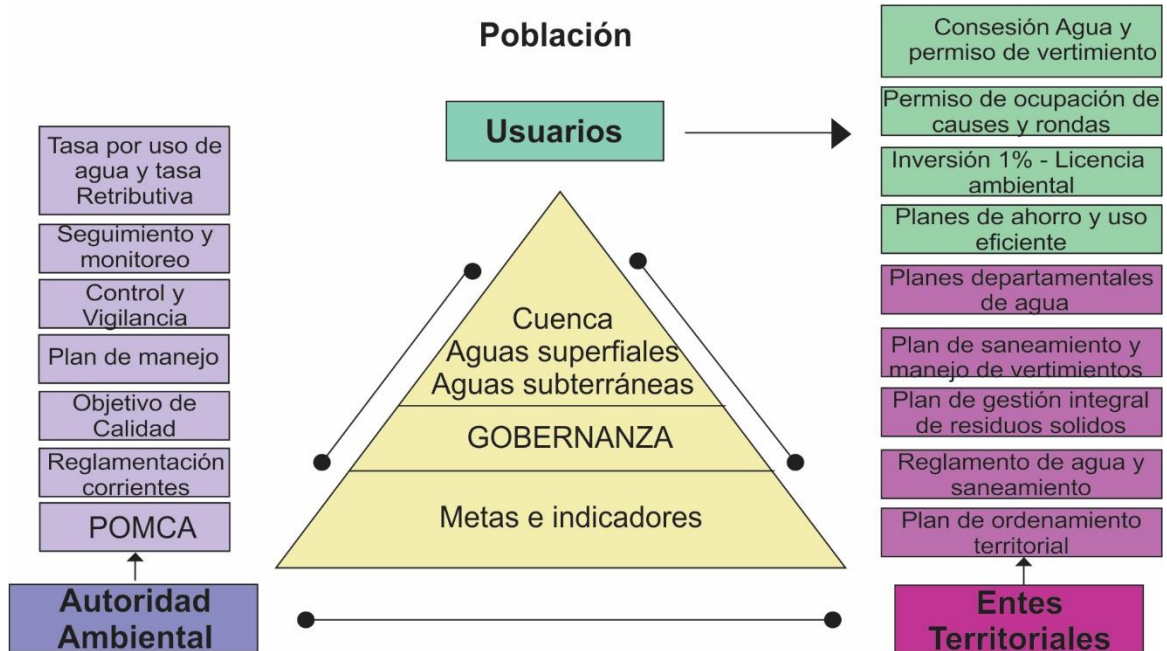 Población
Usuarios
Tasa por uso de
agua y tasa
Retributiva
Seguimiento y
monitoreo
Control y
Vigilancia
Plan de manejo
Objetivo de
Calidad
Reglamentación
corrientes
POMCA
Autoridad
Ambiental
Cuenca
Aguas superfiales
Aguas subterráneas
GOBERNANZA
Metas e indicadores
Consesión Agua y
permiso de vertimiento
Permiso de ocupación de
causes y rondas
Inversión 1% - Licencia
ambiental
Planes de ahorro y uso
eficiente
Planes departamentales
de agua
Plan de saneamiento y
manejo de vertimientos
Plan de gestión integral
de residuos solidos
Reglamento de agua y
saneamiento
Plan de ordenamiento
territorial
Entes
Territoriales